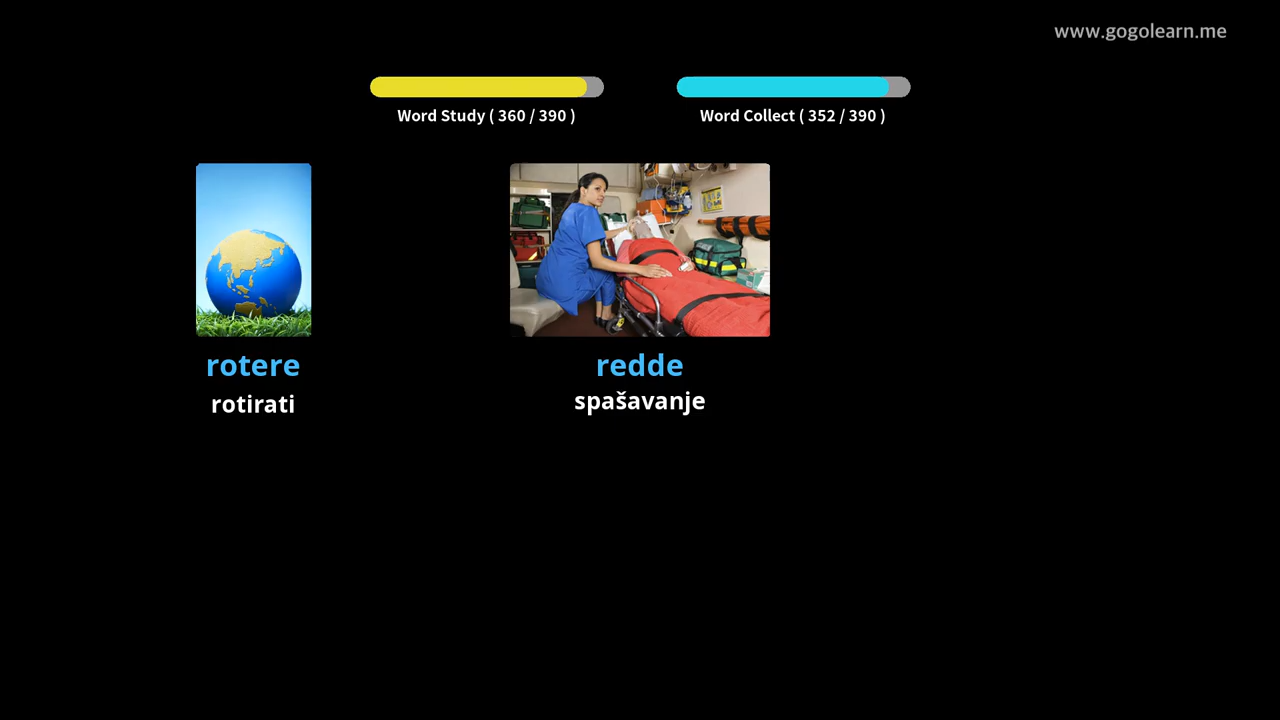 www.gogolearn.me
Word Study ( 360 / 390 )
Word Collect ( 352 / 390 )
rotere
rotirati
redde
spašavanje